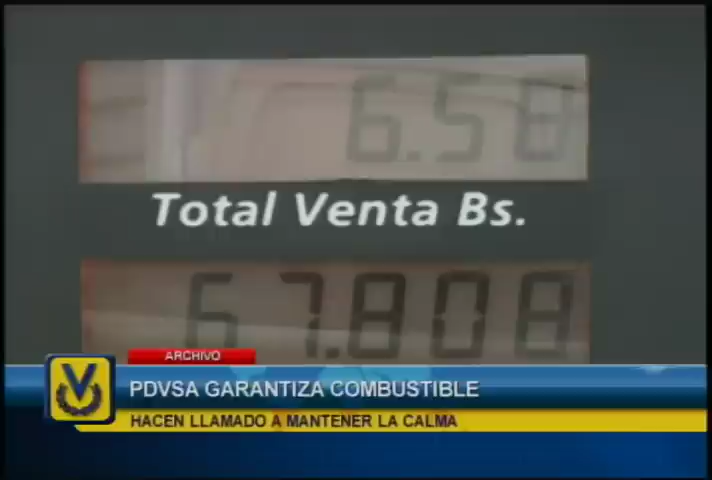 6.58
Total Venta Bs.
67.808
ARCHIVO
PDVSA GARANTIZA COMBUSTIBLE
HACEN LLAMADO A MANTENER LA CALMA
V